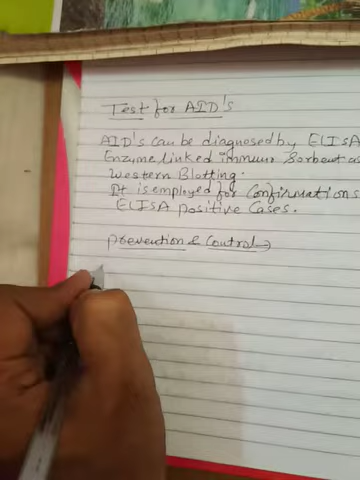 Test for AID's
AID's can be diagnosed by ELISA
Enzyme linked immuno Sorbent as
Western Blotting.
It is employed for Confirmations
ELISA positive Cases.
Prevention & Control →